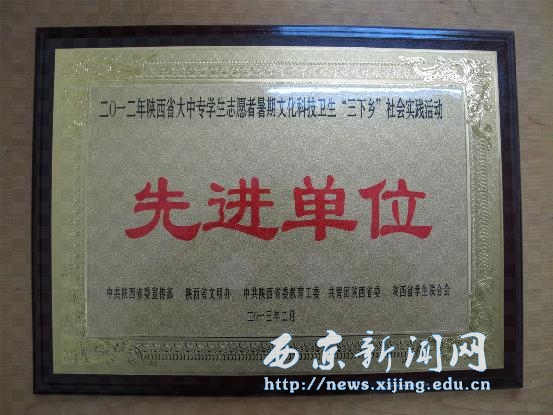 二〇一二年陕西省大中专学生志愿者暑期文化科技卫生“三下乡”社会实践活动
先进单位
中共陕西省委宣传部 陕西省文明办 中共陕西省委教育工委 共青团陕西省委 陕西省学生联合会
二〇一三年二月
西京新闻网
http://news.xijing.edu.cn